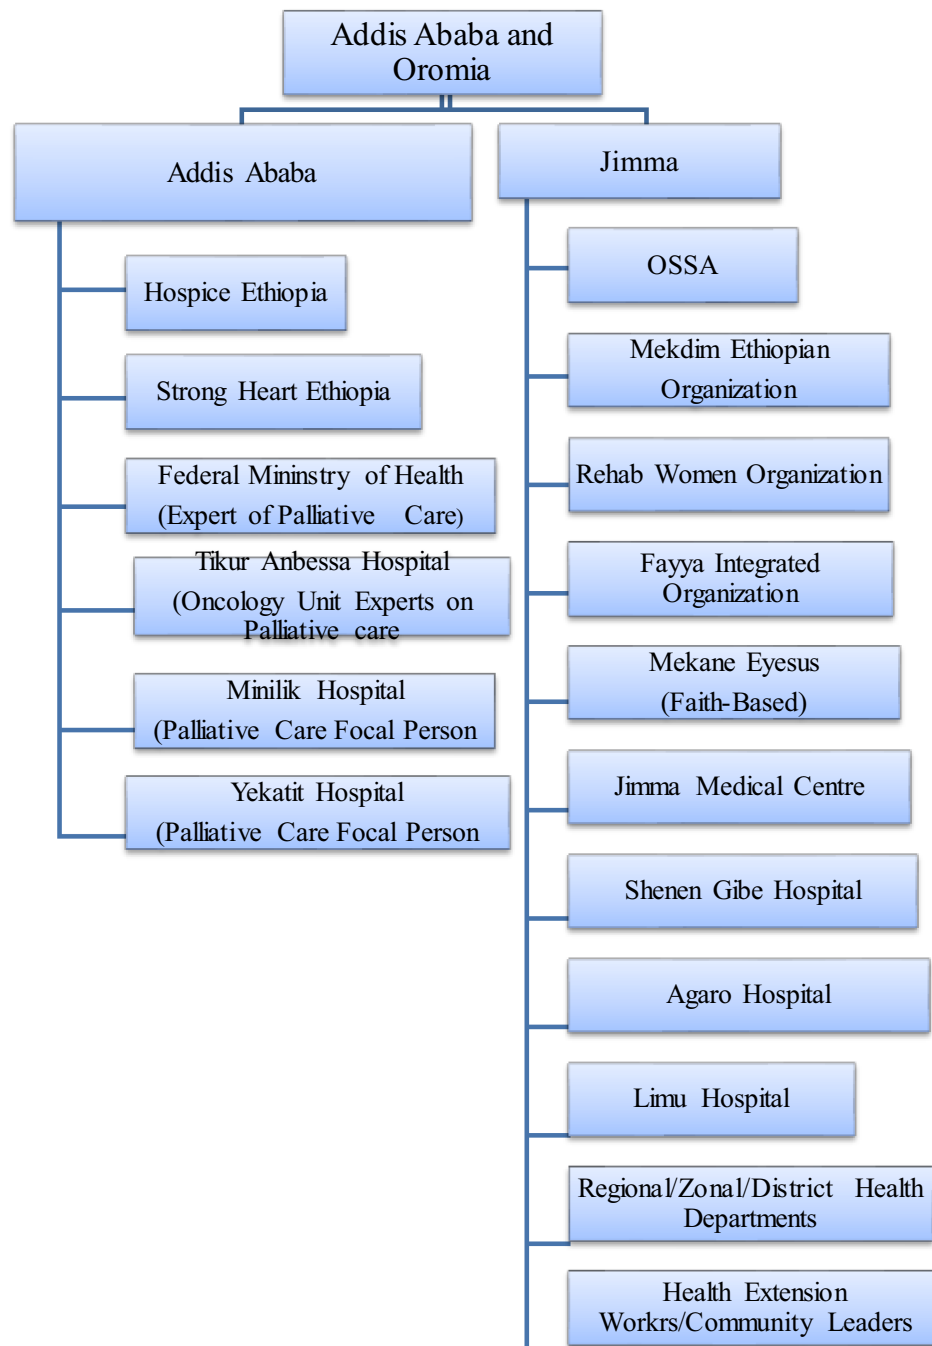 Addis Ababa and
Oromia
Addis Ababa
Hospice Ethiopia
Strong Heart Ethiopia
Federal Mininstry of Health
(Expert of Palliative Care)
Tikur Anbessa Hospital
(Oncology Unit Experts on
Palliative care
Minilik Hospital
(Palliative Care Focal Person
Yekatit Hospital
(Palliative Care Focal Person
Jimma
OSSA
Mekdim Ethiopian
Organization
Rehab Women Organization
Fayya Integrated
Organization
Mekane Eyesus
(Faith-Based)
Jimma Medical Centre
Shenen Gibe Hospital
Agaro Hospital
Limu Hospital
Regional/Zonal/District Health
Departments
Health Extension
Workrs/Community Leaders